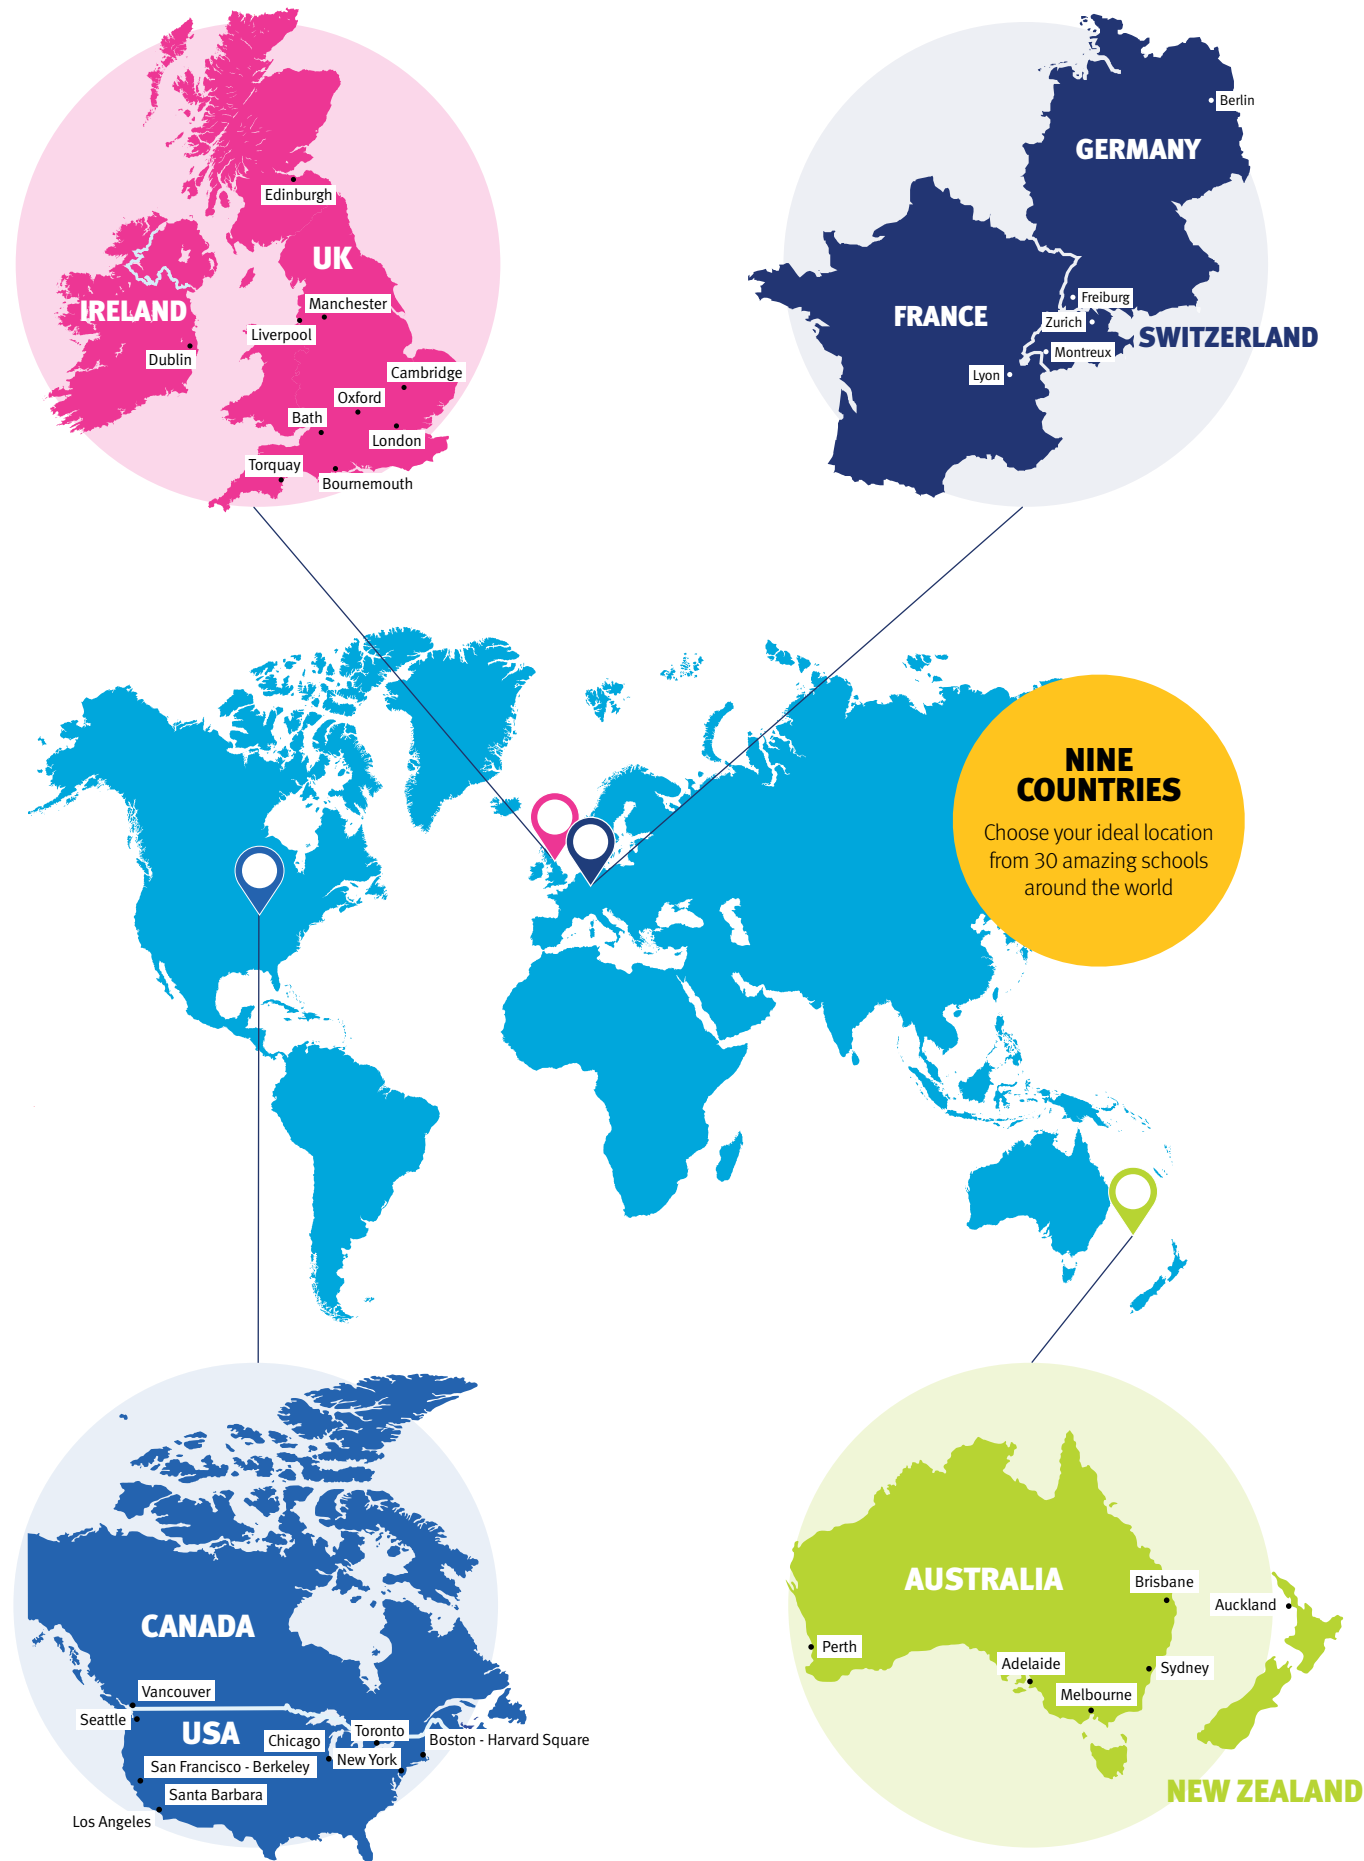 Edinburgh
UK
IRELAND
Manchester
Liverpool
Dublin
Cambridge
Oxford
Bath
London
Torquay
Bournemouth
Berlin
GERMANY
Freiburg
FRANCE
Zurich
SWITZERLAND
Montreux
Lyon
NINE
COUNTRIES
Choose your ideal location
from 30 amazing schools
around the world
CANADA
Vancouver
Seattle
USA
Toronto
Chicago
Boston - Harvard Square
New York
San Francisco - Berkeley
Santa Barbara
Los Angeles
AUSTRALIA
Brisbane
Auckland
Perth
Adelaide
Sydney
Melbourne
NEW ZEALAND